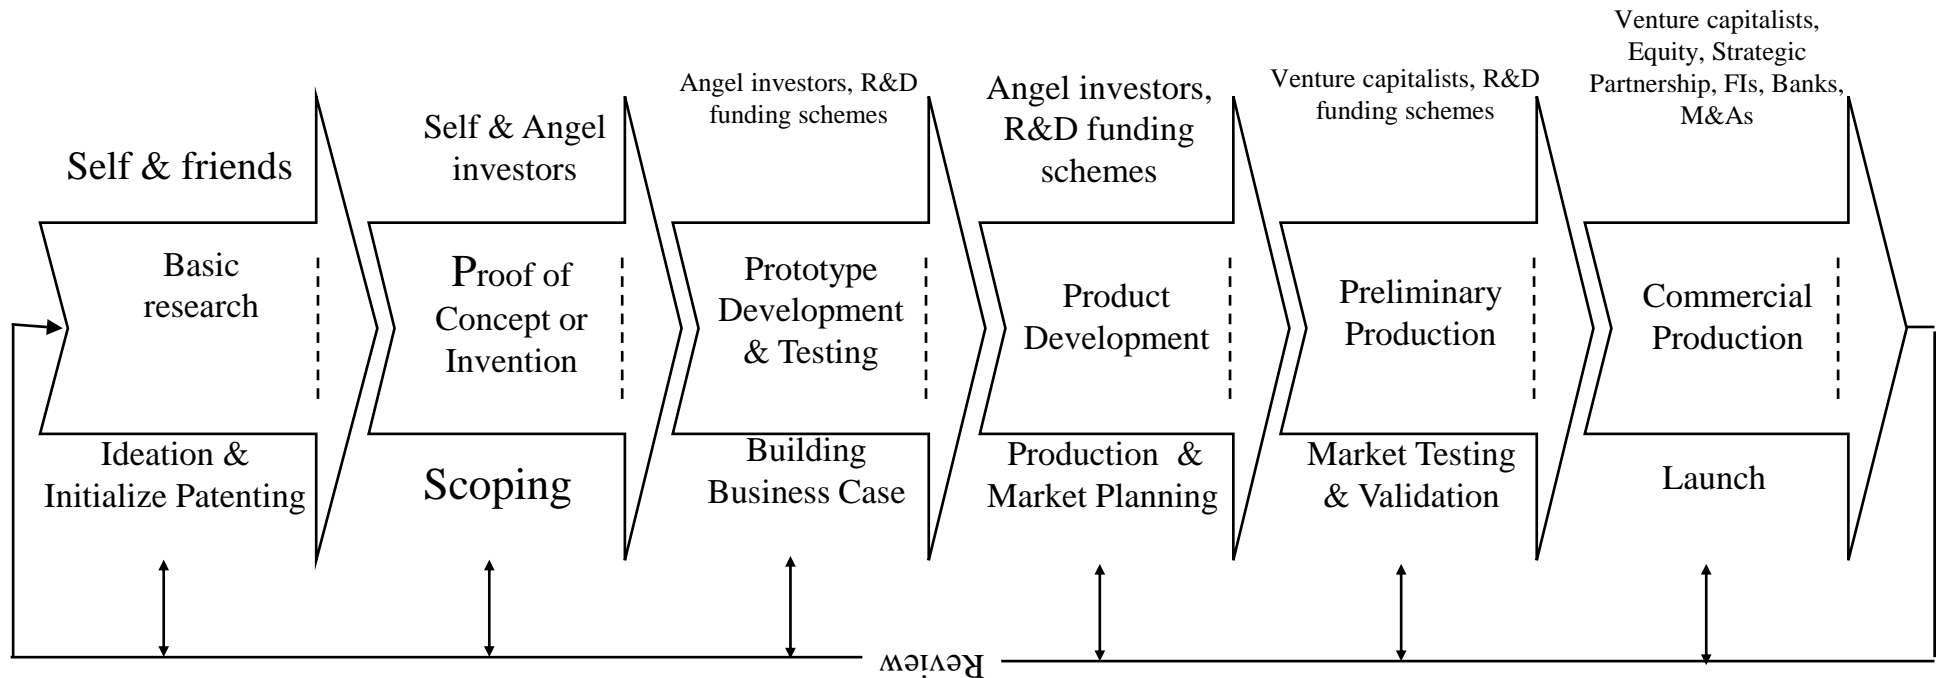 Self & friends
Self & Angel
investors
Angel investors, R&D
funding schemes
Angel investors,
R&D funding
schemes
Venture capitalists, R&D
funding schemes
Venture capitalists,
Equity, Strategic
Partnership, FIs, Banks,
M&As
Basic
research
Proof of
Concept or
Invention
Prototype
Development
& Testing
Product
Development
Preliminary
Production
Commercial
Production
Ideation &
Initialize Patenting
Scoping
Building
Business Case
Production &
Market Planning
Market Testing
& Validation
Launch
Review